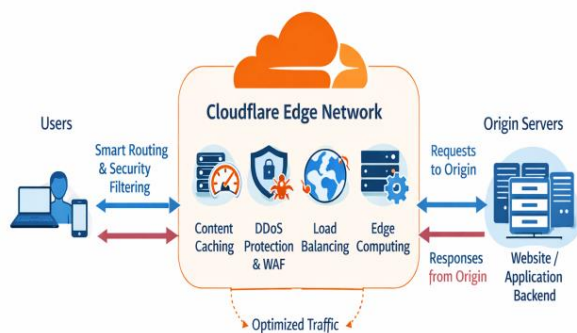 Cloudflare Edge Network
Users
Smart Routing
& Security
Filtering
Content
Caching
DDoS
Protection
& WAF
Load
Balancing
Edge
Computing
Requests
to Origin
Responses
from Origin
Origin Servers
Website /
Application
Backend
Optimized Traffic